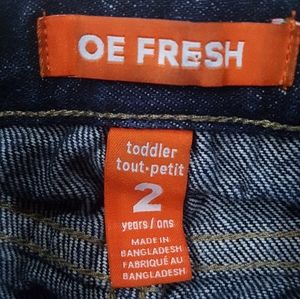 OE FRESH
toddler
tout-petit
2
years/ans
MADE IN
BANGLADESH
FABRIQUÉ AU
BANGLADESH